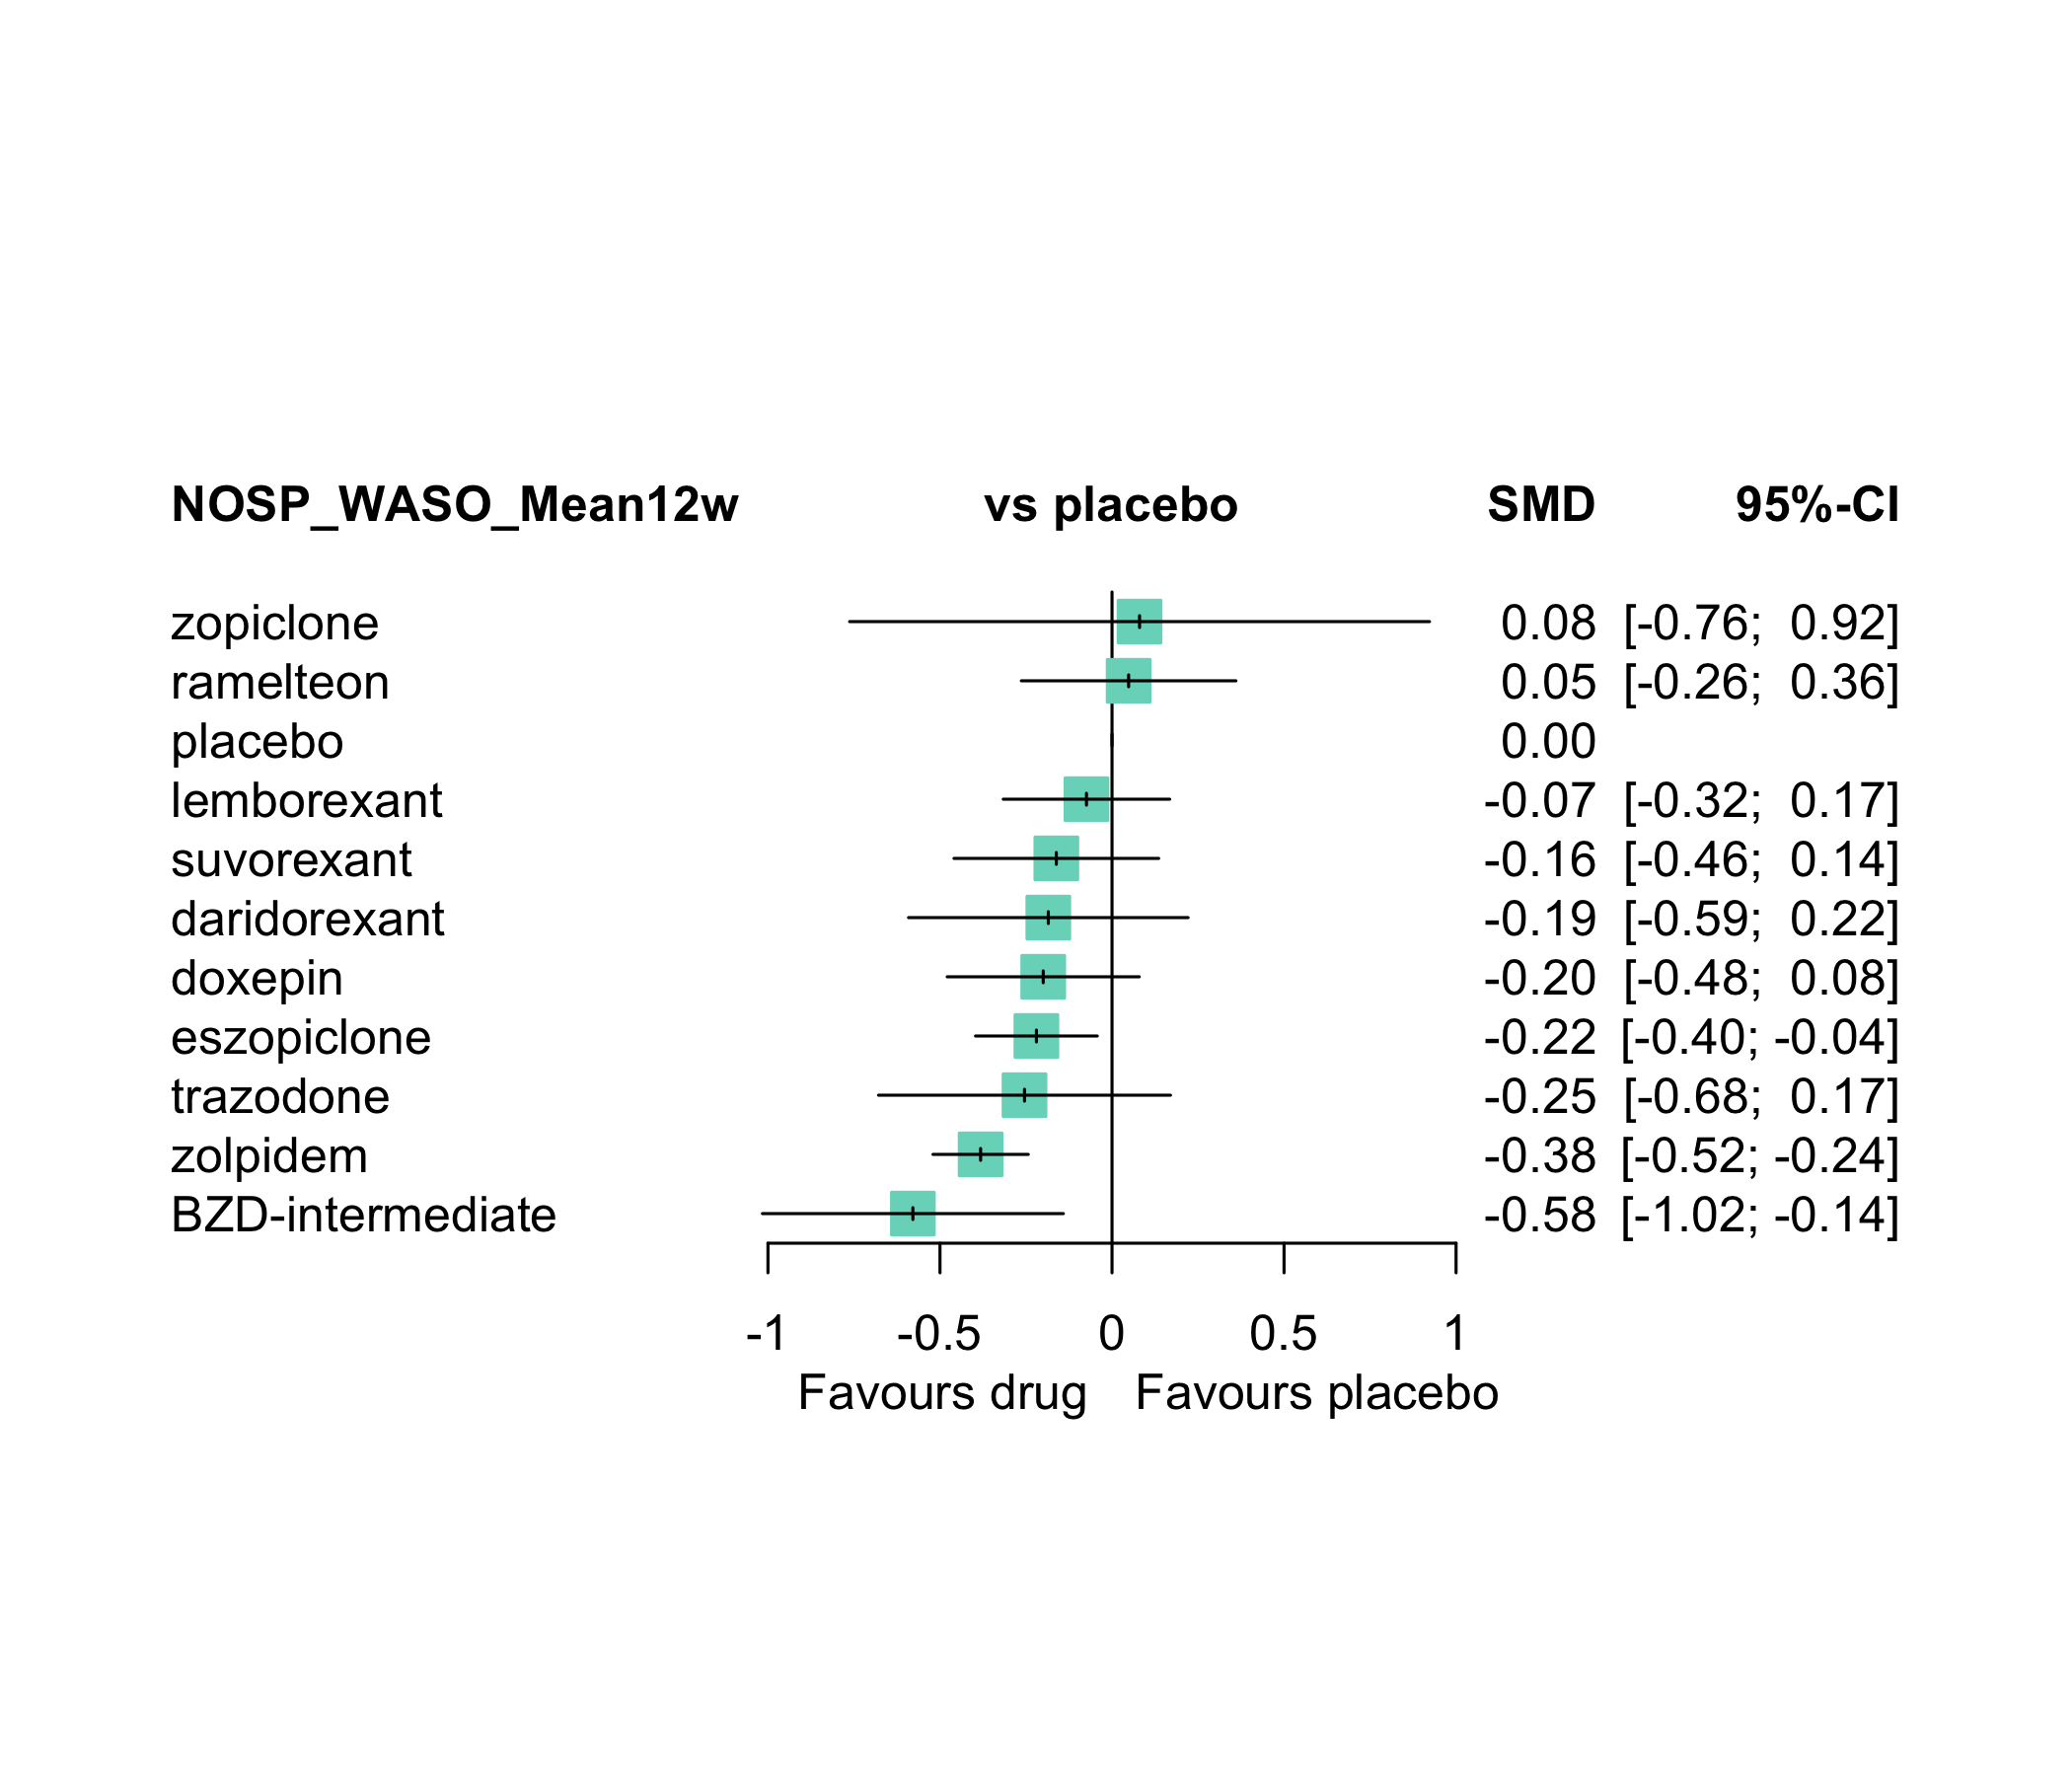 NOSP_WASO_Mean12w vs placebo SMD 95%-CI
zopiclone 0.08 [-0.76; 0.92]
ramelteon 0.05 [-0.26; 0.36]
placebo 0.00
lemborexant -0.07 [-0.32; 0.17]
suvorexant -0.16 [-0.46; 0.14]
daridorexant -0.19 [-0.59; 0.22]
doxepin -0.20 [-0.48; 0.08]
eszopiclone -0.22 [-0.40; -0.04]
trazodone -0.25 [-0.68; 0.17]
zolpidem -0.38 [-0.52; -0.24]
BZD-intermediate -0.58 [-1.02; -0.14]
-1 -0.5 0 0.5 1
Favours drug Favours placebo